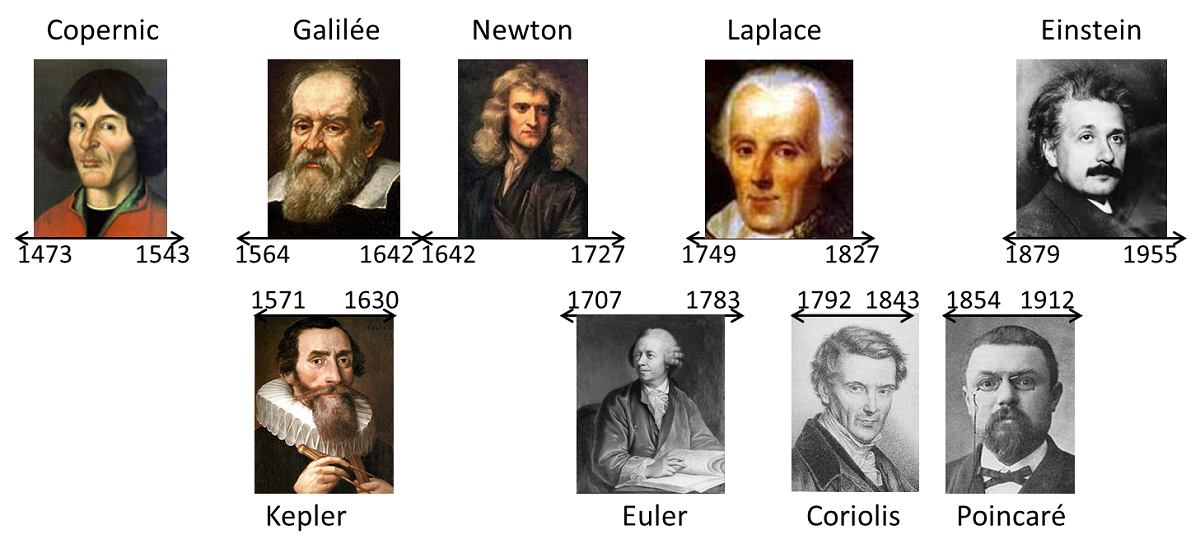 Copernic Galilée Newton Laplace Einstein
1473 1543 1564 1642 1642 1727 1749 1827 1879 1955
1571 1630 1707 1783 1792 1843 1854 1912
Kepler Euler Coriolis Poincaré